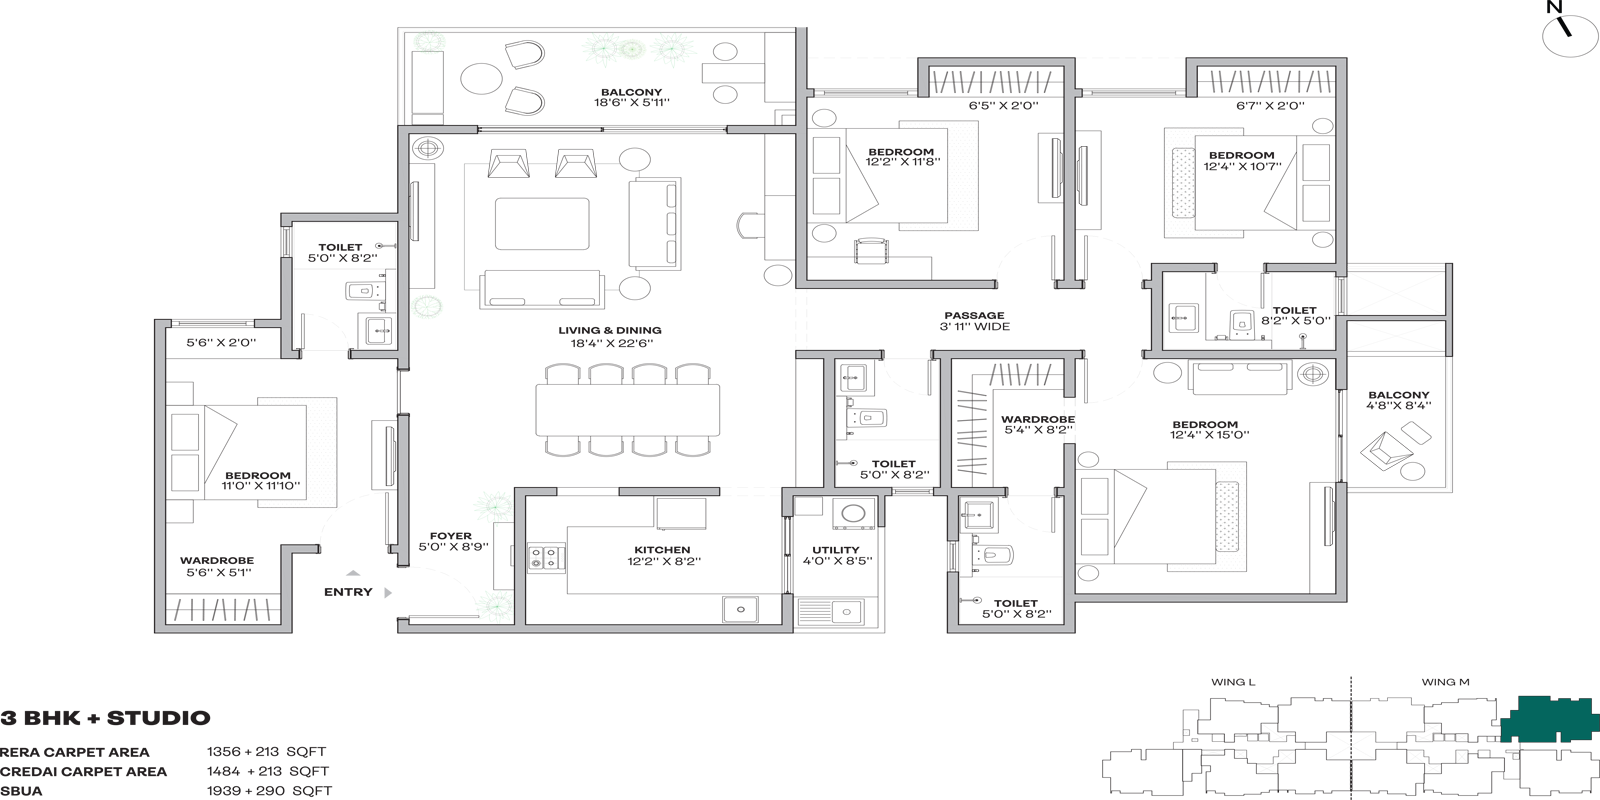 N
BALCONY
18'6" X 5'11"
6'5" X 2'0"
6'7" X 2'0"
BEDROOM
12'2" X 11'8"
BEDROOM
12'4" X 10'7"
TOILET
5'0" X 8'2"
PASSAGE
3' 11" WIDE
TOILET
8'2" X 5'0"
LIVING & DINING
18'4" X 22'6"
5'6" X 2'0"
BALCONY
4'8"X 8'4"
WARDROBE
5'4" X 8'2"
BEDROOM
12'4" X 15'0"
TOILET
5'0" X 8'2"
BEDROOM
11'0" X 11'10"
FOYER
5'0" X 8'9"
KITCHEN
12'2" X 8'2"
UTILITY
4'0" X 8'5"
WARDROBE
5'6" X 5'1"
ENTRY
TOILET
5'0" X 8'2"
WING L
WING M
3 BHK + STUDIO
RERA CARPET AREA 1356 + 213 SQFT
CREDAI CARPET AREA 1484 + 213 SQFT
SBUA 1939 + 290 SQFT